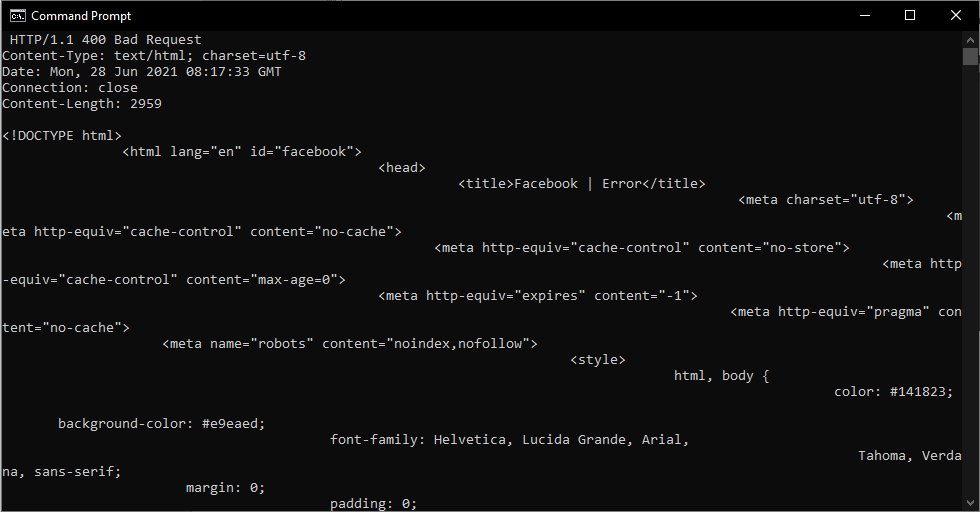 Command Prompt
HTTP/1.1 400 Bad Request
Content-Type: text/html; charset=utf-8
Date: Mon, 28 Jun 2021 08:17:33 GMT
Connection: close
Content-Length: 2959
<!DOCTYPE html>
<html lang="en" id="facebook">
<head>
<title>Facebook | Error</title>
<meta charset="utf-8">
<m
eta http-equiv="cache-control" content="no-cache">
<meta http-equiv="cache-control" content="no-store">
<meta http
-equiv="cache-control" content="max-age=0">
<meta http-equiv="expires" content="-1">
<meta http-equiv="pragma" con
tent="no-cache">
<meta name="robots" content="noindex,nofollow">
<style>
html, body {
color: #141823;
background-color: #e9eaed;
font-family: Helvetica, Lucida Grande, Arial,
Tahoma, Verda
na, sans-serif;
margin: 0;
padding: 0;